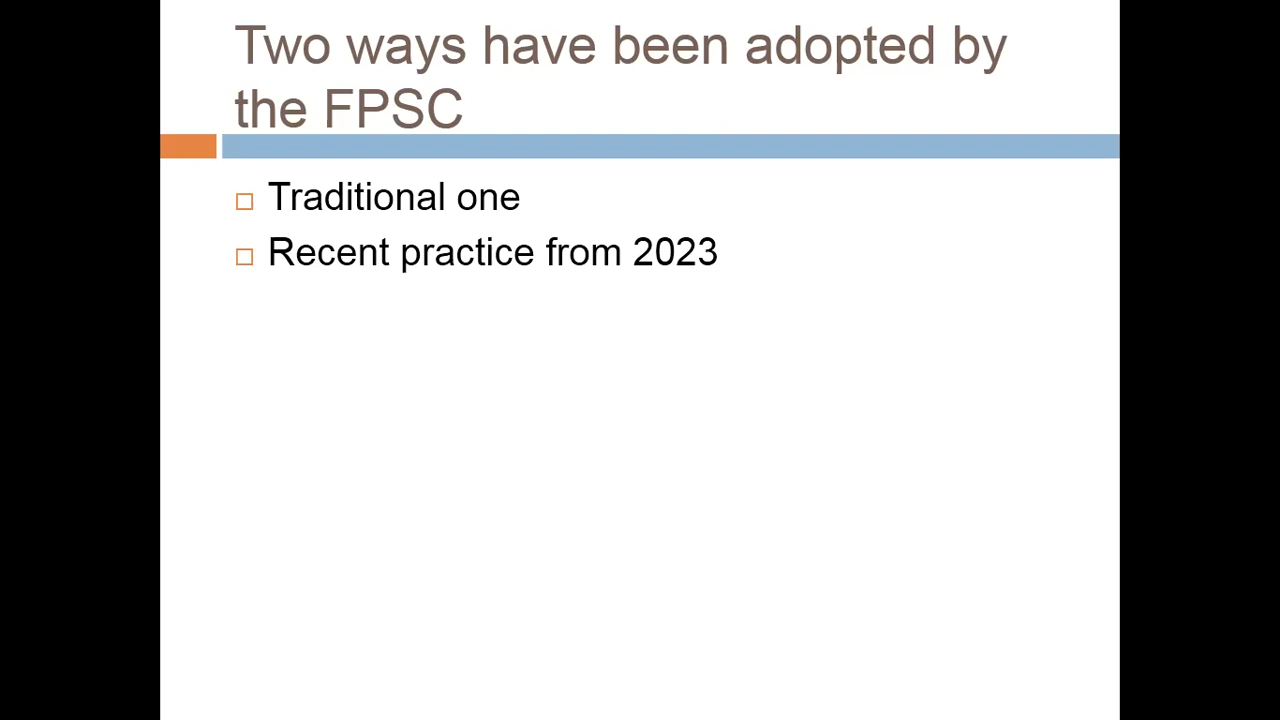 Two ways have been adopted by
the FPSC
Traditional one
Recent practice from 2023